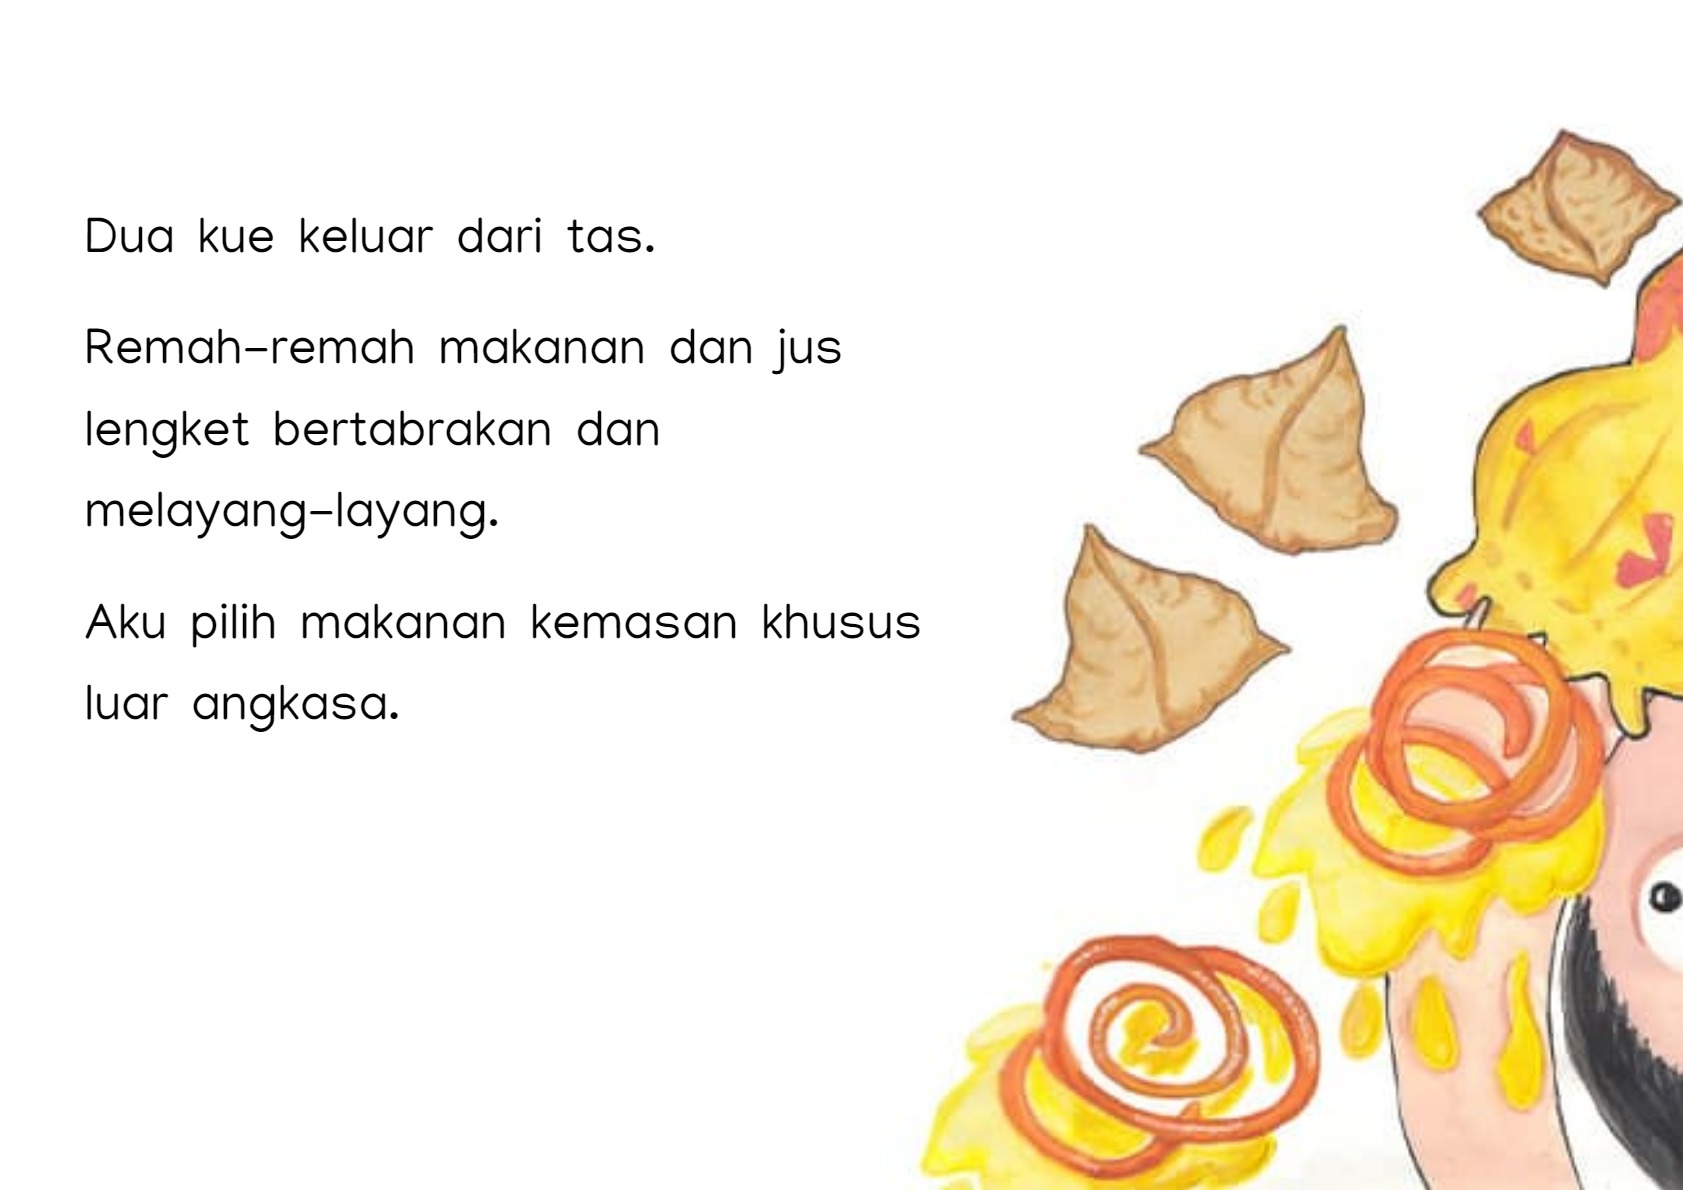 Dua kue keluar dari tas.
Remah-remah makanan dan jus
lengket bertabrakan dan
melayang-layang.
Aku pilih makanan kemasan khusus
luar angkasa.